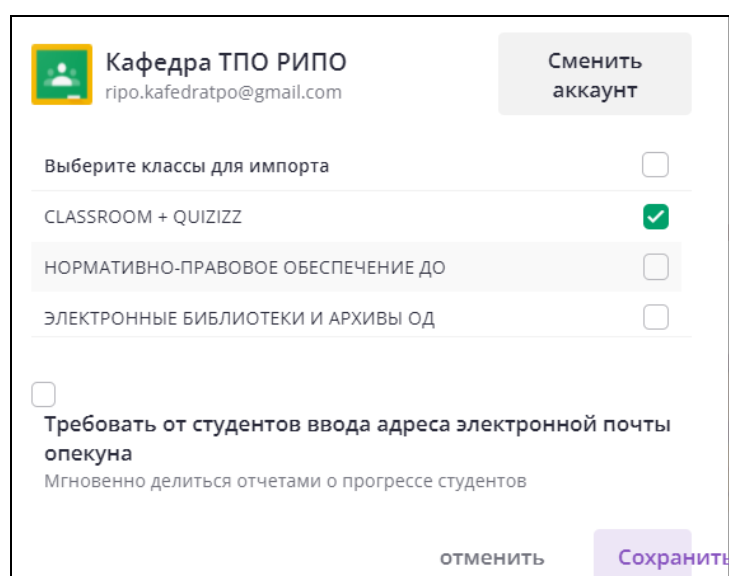 Кафедра ТПО РИПО
ripo.kafedratpo@gmail.com
Сменить
аккаунт
Выберите классы для импорта
CLASSROOM + QUIZIZZ
НОРМАТИВНО-ПРАВОВОЕ ОБЕСПЕЧЕНИЕ ДО
ЭЛЕКТРОННЫЕ БИБЛИОТЕКИ И АРХИВЫ ОД
Требовать от студентов ввода адреса электронной почты
опекуна
Мгновенно делиться отчетами о прогрессе студентов
отменить
Сохранить